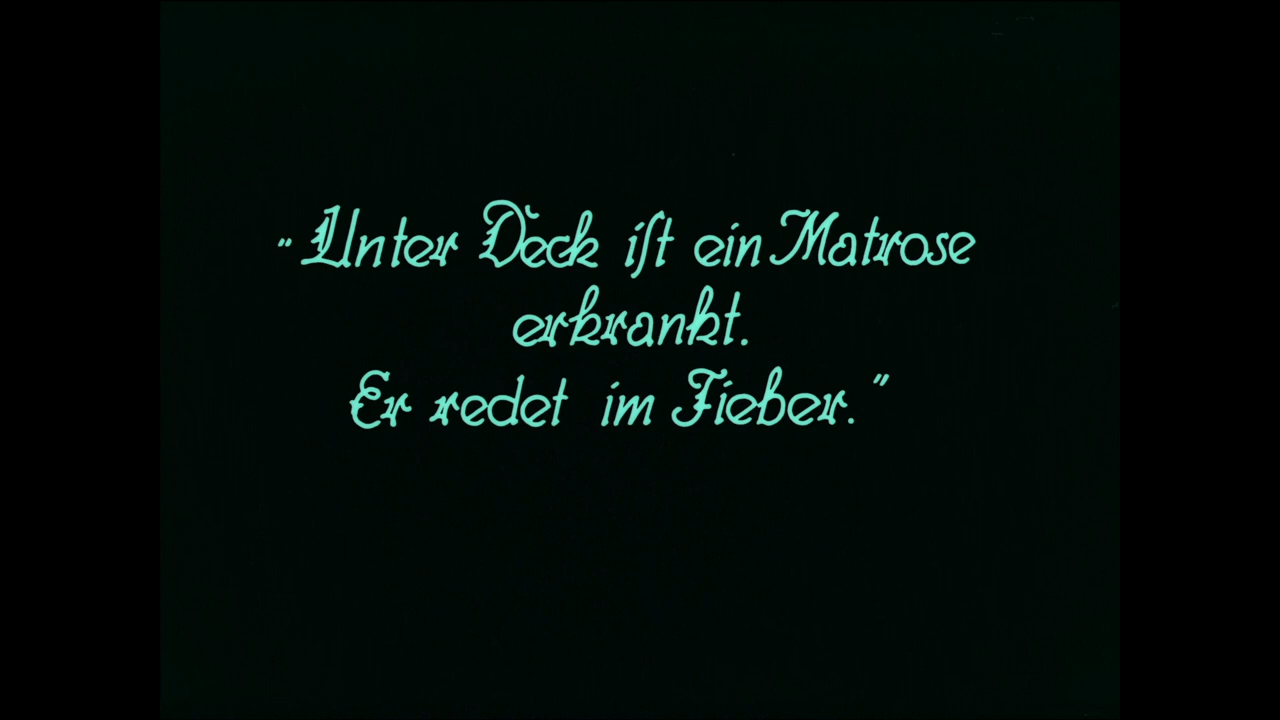 "Unter Deck iſt ein Matrose
erkrankt.
Er redet im Fieber."